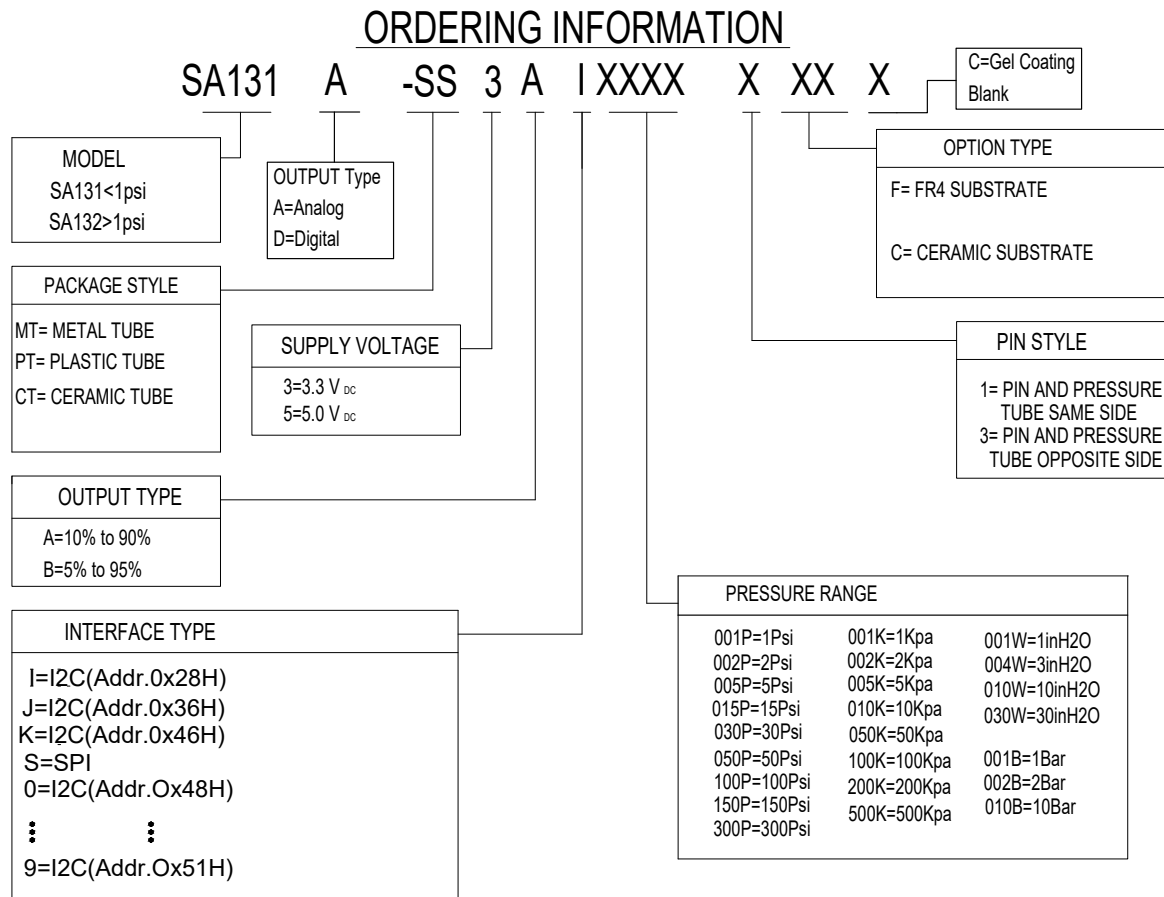 ORDERING INFORMATION
SA131 A -SS 3 A I XXXX X XX X
C=Gel Coating
Blank
MODEL
SA131<1psi
SA132>1psi
OUTPUT Type
A=Analog
D=Digital
OPTION TYPE
F= FR4 SUBSTRATE
C= CERAMIC SUBSTRATE
PACKAGE STYLE
MT= METAL TUBE
PT= PLASTIC TUBE
CT= CERAMIC TUBE
SUPPLY VOLTAGE
3=3.3 V DC
5=5.0 V DC
PIN STYLE
1= PIN AND PRESSURE
TUBE SAME SIDE
3= PIN AND PRESSURE
TUBE OPPOSITE SIDE
OUTPUT TYPE
A=10% to 90%
B=5% to 95%
INTERFACE TYPE
I=I2C(Addr.0x28H)
J=I2C(Addr.0x36H)
K=I2C(Addr.0x46H)
S=SPI
0=I2C(Addr.Ox48H)
9=I2C(Addr.Ox51H)
PRESSURE RANGE
001P=1Psi
002P=2Psi
005P=5Psi
015P=15Psi
030P=30Psi
050P=50Psi
100P=100Psi
150P=150Psi
300P=300Psi
001K=1Kpa
002K=2Kpa
005K=5Kpa
010K=10Kpa
050K=50Kpa
100K=100Kpa
200K=200Kpa
500K=500Kpa
001W=1inH2O
004W=3inH2O
010W=10inH2O
030W=30inH2O
001B=1Bar
002B=2Bar
010B=10Bar